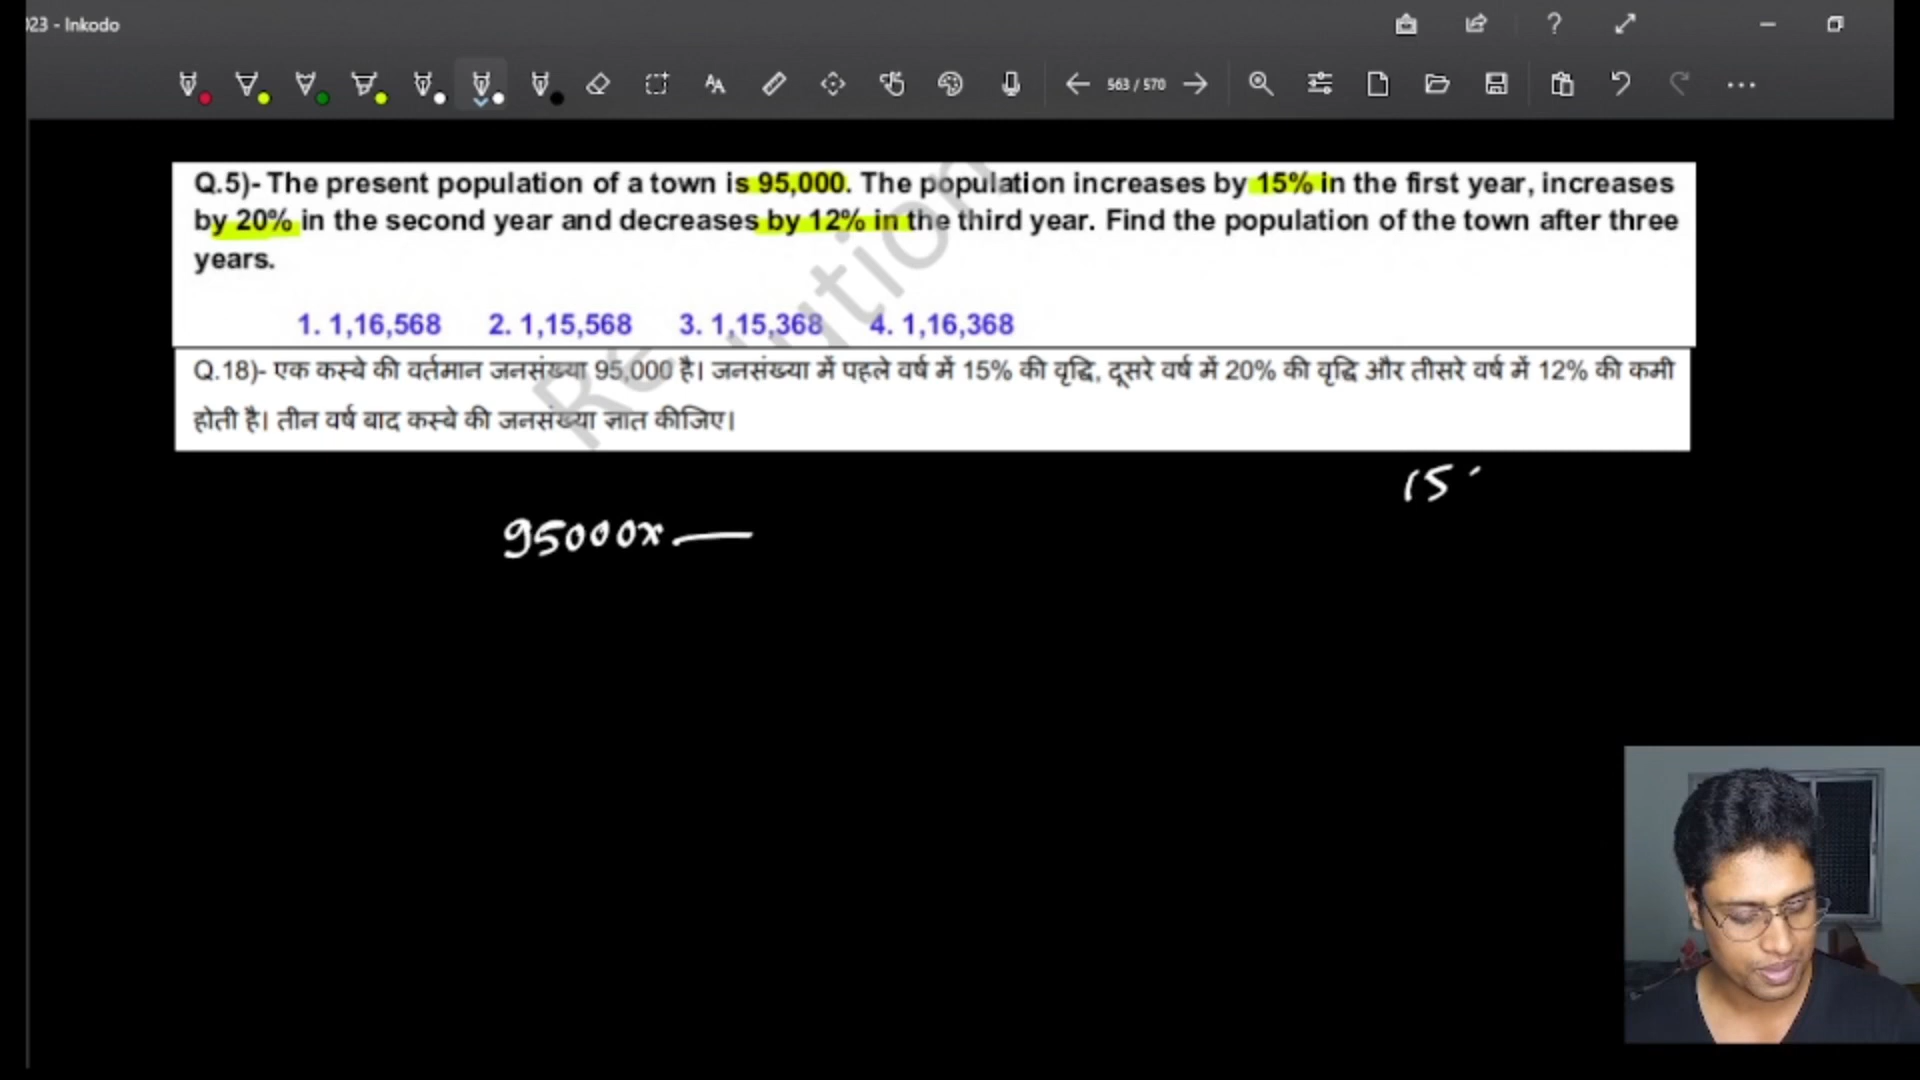 023 - Inkodo
563 / 570
Q.5)- The present population of a town is 95,000. The population increases by 15% in the first year, increases
by 20% in the second year and decreases by 12% in the third year. Find the population of the town after three
years.
1. 1,16,568 2. 1,15,568 3. 1,15,368 4. 1,16,368
Q.18)- एक कस्बे की वर्तमान जनसंख्या 95,000 है। जनसंख्या में पहले वर्ष में 15% की वृद्धि, दूसरे वर्ष में 20% की वृद्धि और तीसरे वर्ष में 12% की कमी
होती है। तीन वर्ष बाद कस्बे की जनसंख्या ज्ञात कीजिए।
15
95000x